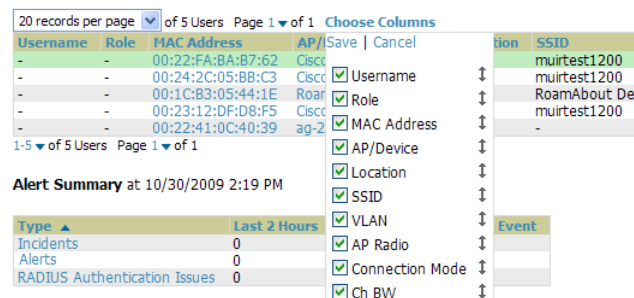 20 records per page of 5 Users Page 1 of 1 Choose Columns
Username Role MAC Address AP/ Save | Cancel tion SSID
- - 00:22:FA:BA:B7:62 Cisco muirtest1200
- - 00:24:2C:05:BB:C3 Cisco Username muirtest1200
- - 00:1C:B3:05:44:1E Roar Role RoamAbout De
- - 00:23:12:DF:D8:F5 Cisco muirtest1200
- - 00:22:41:0C:40:39 ag-2 MAC Address -
1-5 of 5 Users Page 1 of 1 AP/Device
Location
Alert Summary at 10/30/2009 2:19 PM SSID
Type Last 2 Hours VLAN Event
Incidents 0 AP Radio
Alerts 0
RADIUS Authentication Issues 0 Connection Mode
Ch BW